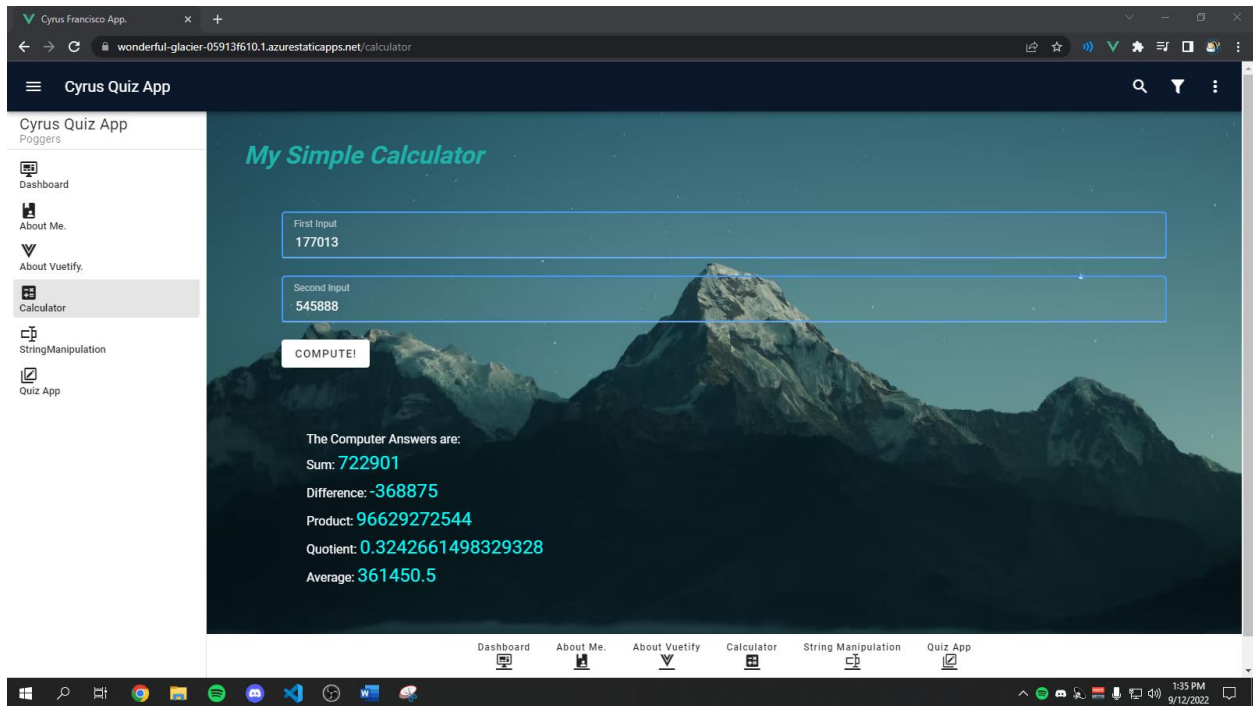 Cyrus Francisco App.
wonderful-glacier-05913f610.1.azurestaticapps.net/calculator
Cyrus Quiz App
Cyrus Quiz App
Poggers
Dashboard
About Me.
About Vuetify.
Calculator
StringManipulation
Quiz App
My Simple Calculator
First Input
177013
Second Input
545888
COMPUTE!
The Computer Answers are:
Sum: 722901
Difference: -368875
Product: 96629272544
Quotient: 0.3242661498329328
Average: 361450.5
Dashboard About Me. About Vuetify Calculator String Manipulation Quiz App
1:35 PM
9/12/2022